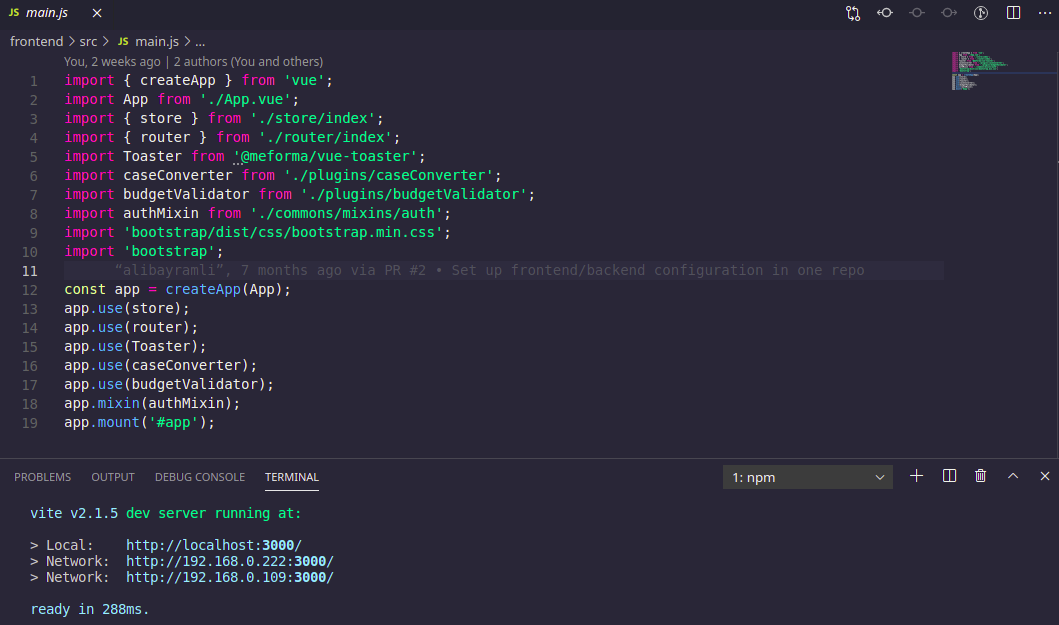 JS main.js
frontend > src > JS main.js > ...
You, 2 weeks ago | 2 authors (You and others)
1 import { createApp } from 'vue';
2 import App from './App.vue';
3 import { store } from './store/index';
4 import { router } from './router/index';
5 import Toaster from '@meforma/vue-toaster';
6 import caseConverter from './plugins/caseConverter';
7 import budgetValidator from './plugins/budgetValidator';
8 import authMixin from './commons/mixins/auth';
9 import 'bootstrap/dist/css/bootstrap.min.css';
10 import 'bootstrap';
11 “alibayramli”, 7 months ago via PR #2 • Set up frontend/backend configuration in one repo
12 const app = createApp(App);
13 app.use(store);
14 app.use(router);
15 app.use(Toaster);
16 app.use(caseConverter);
17 app.use(budgetValidator);
18 app.mixin(authMixin);
19 app.mount('#app');
PROBLEMS OUTPUT DEBUG CONSOLE TERMINAL 1: npm
vite v2.1.5 dev server running at:
> Local: http://localhost:3000/
> Network: http://192.168.0.222:3000/
> Network: http://192.168.0.109:3000/
ready in 288ms.